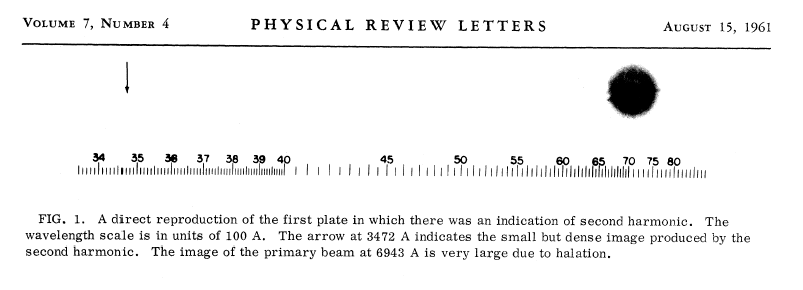 VOLUME 7, NUMBER 4 PHYSICAL REVIEW LETTERS AUGUST 15, 1961
34 35 36 37 38 39 40 45 50 55 60 65 70 75 80
FIG. 1. A direct reproduction of the first plate in which there was an indication of second harmonic. The
wavelength scale is in units of 100 A. The arrow at 3472 A indicates the small but dense image produced by the
second harmonic. The image of the primary beam at 6943 A is very large due to halation.